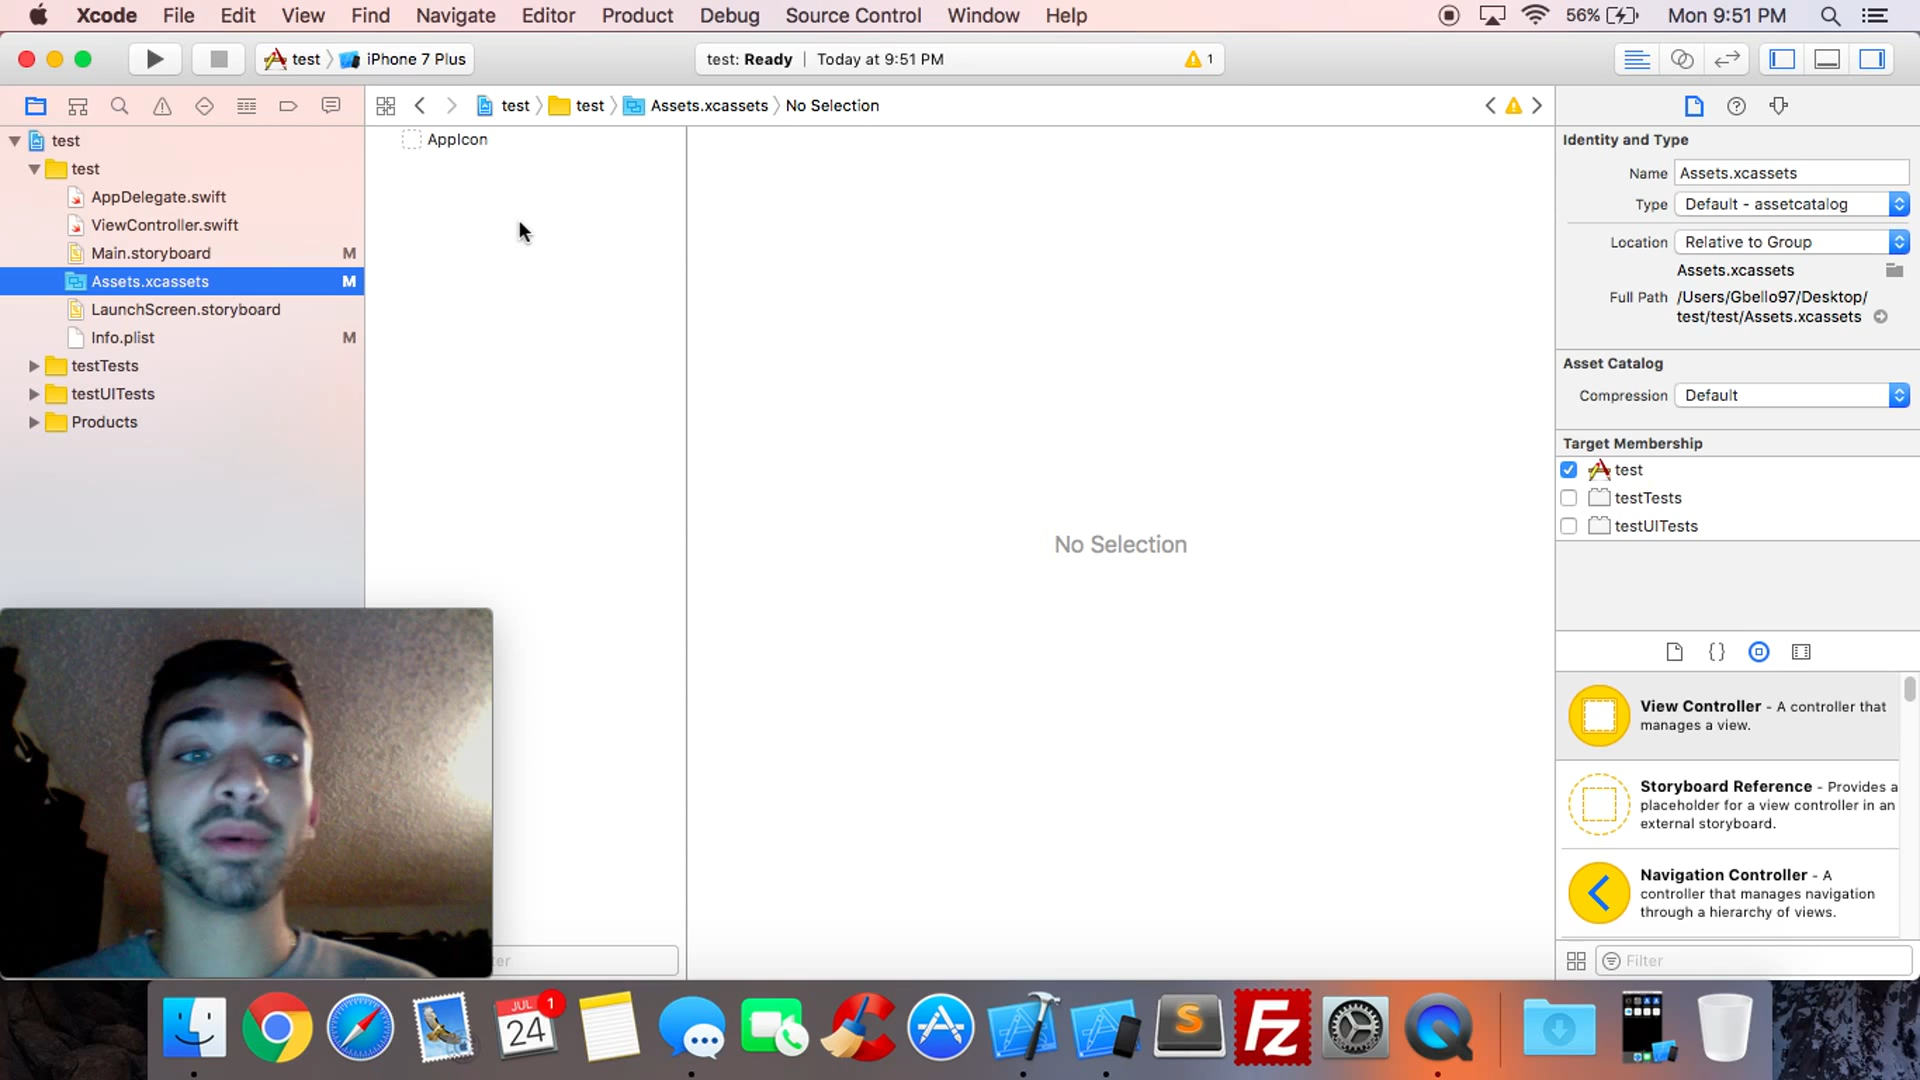 Xcode File Edit View Find Navigate Editor Product Debug Source Control Window Help 56% Mon 9:51 PM
test iPhone 7 Plus test: Ready Today at 9:51 PM 1
test test Assets.xcassets No Selection
test
test
AppDelegate.swift
ViewController.swift
Main.storyboard M
Assets.xcassets M
LaunchScreen.storyboard
Info.plist M
testTests
testUITests
Products
AppIcon
No Selection
Identity and Type
Name Assets.xcassets
Type Default - assetcatalog
Location Relative to Group
Assets.xcassets
Full Path /Users/Gbello97/Desktop/
test/test/Assets.xcassets
Asset Catalog
Compression Default
Target Membership
test
testTests
testUITests
{}
View Controller - A controller that
manages a view.
Storyboard Reference - Provides a
placeholder for a view controller in an
external storyboard.
Navigation Controller - A
controller that manages navigation
through a hierarchy of views.
ter
Filter
JUL 1
24
S
Fz